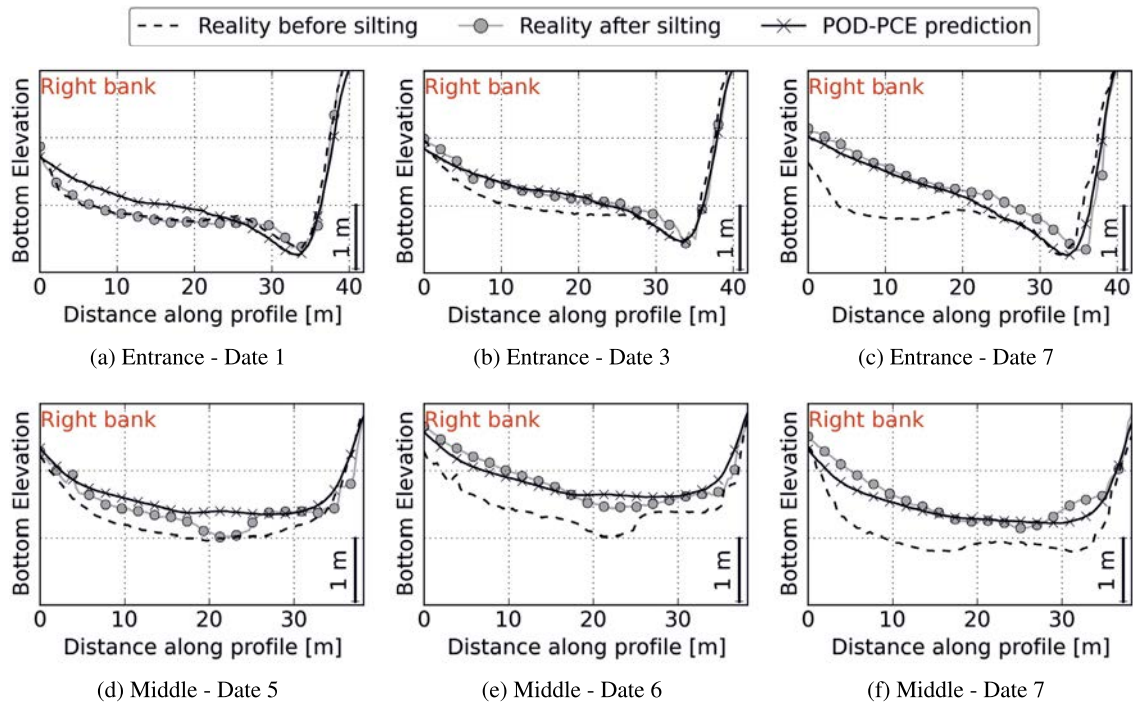 Reality before silting Reality after silting POD-PCE prediction
Right bank
Bottom Elevation
1 m
0 10 20 30 40
Distance along profile [m]
(a) Entrance - Date 1
Right bank
Bottom Elevation
1 m
0 10 20 30 40
Distance along profile [m]
(b) Entrance - Date 3
Right bank
Bottom Elevation
1 m
0 10 20 30 40
Distance along profile [m]
(c) Entrance - Date 7
Right bank
Bottom Elevation
1 m
0 10 20 30
Distance along profile [m]
(d) Middle - Date 5
Right bank
Bottom Elevation
1 m
0 10 20 30
Distance along profile [m]
(e) Middle - Date 6
Right bank
Bottom Elevation
1 m
0 10 20 30
Distance along profile [m]
(f) Middle - Date 7